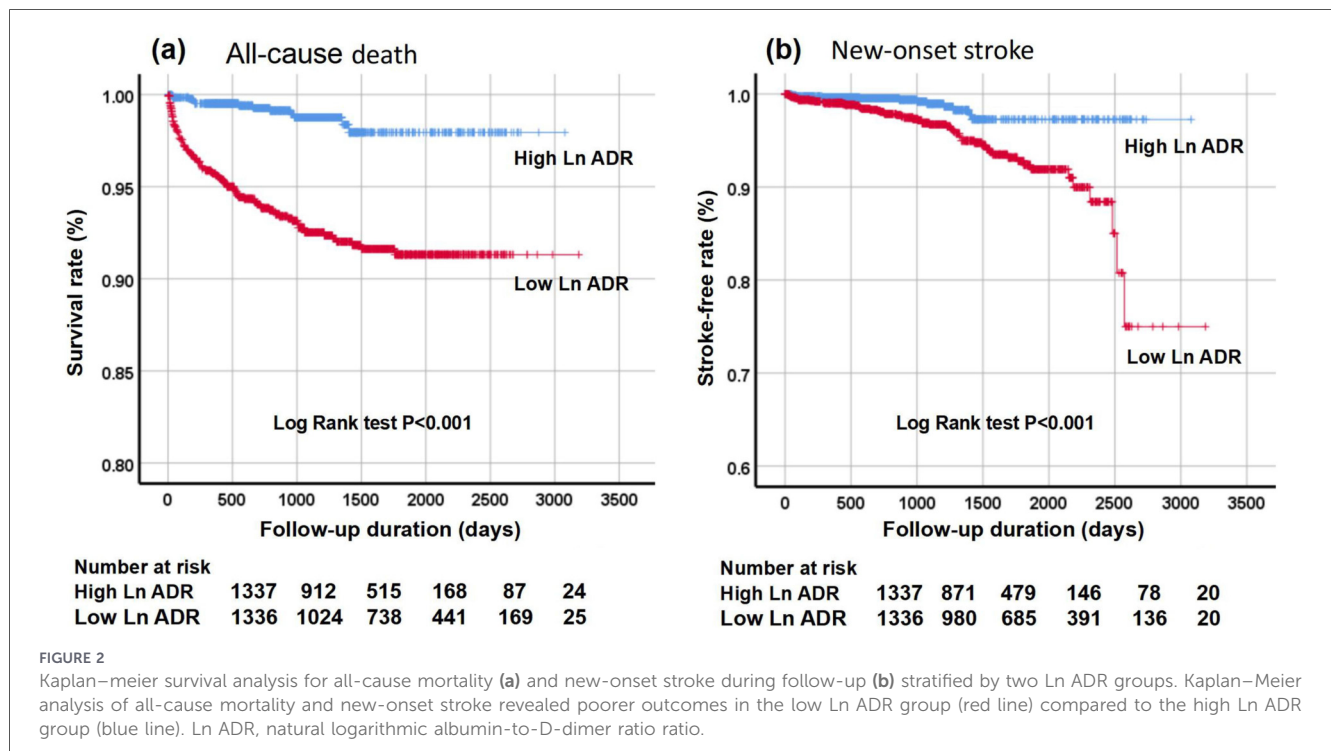 (a) All-cause death
1.00
0.95
0.90
0.85
0.80
Survival rate (%)
High Ln ADR
Low Ln ADR
Log Rank test P<0.001
0 500 1000 1500 2000 2500 3000 3500
Follow-up duration (days)
Number at risk
High Ln ADR 1337 912 515 168 87 24
Low Ln ADR 1336 1024 738 441 169 25
(b) New-onset stroke
1.0
0.9
0.8
0.7
0.6
Stroke-free rate (%)
High Ln ADR
Low Ln ADR
Log Rank test P<0.001
0 500 1000 1500 2000 2500 3000 3500
Follow-up duration (days)
Number at risk
High Ln ADR 1337 871 479 146 78 20
Low Ln ADR 1336 980 685 391 136 20
FIGURE 2
Kaplan–meier survival analysis for all-cause mortality (a) and new-onset stroke during follow-up (b) stratified by two Ln ADR groups. Kaplan–Meier
analysis of all-cause mortality and new-onset stroke revealed poorer outcomes in the low Ln ADR group (red line) compared to the high Ln ADR
group (blue line). Ln ADR, natural logarithmic albumin-to-D-dimer ratio ratio.